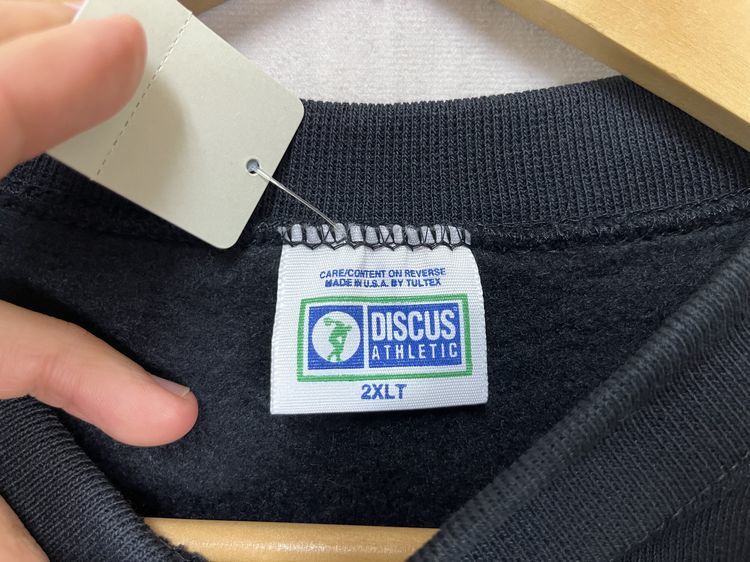 CARE/CONTENT ON REVERSE
MADE IN U.S.A. BY TULTEX
DISCUS
ATHLETIC
2XLT